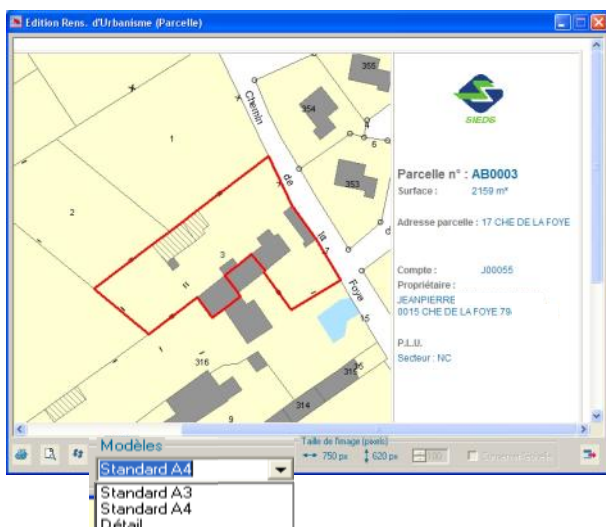 Edition Rens. d'Urbanisme (Parcelle)
355
354
4
6
353
Chemin
de
la
Foye
1
2
3
15
316
314
9
SIEDS
Parcelle n° : AB0003
Surface : 2159 m²
Adresse parcelle : 17 CHE DE LA FOYE
Compte : J00055
Propriétaire :
JEANPIERRE
0015 CHE DE LA FOYE 79
P.L.U.
Secteur : NC
Modèles
Standard A4
Standard A3
Standard A4
Détail
Taille de l'image (pixels)
750 px 620 px